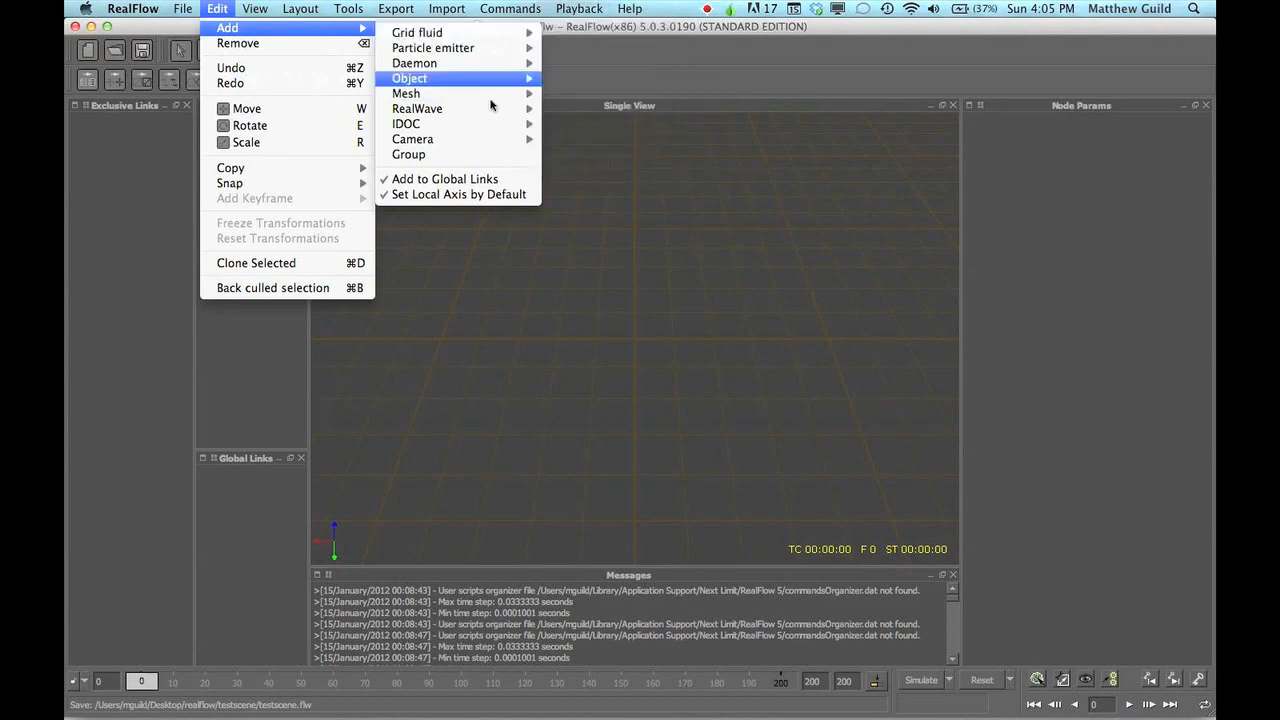 RealFlow File Edit View Layout Tools Export Import Commands Playback Help 17 (37%) Sun 4:05 PM Matthew Guild
RealFlow(x86) 5.0.3.0190 (STANDARD EDITION)
Add
Remove
Undo ⌘Z
Redo ⌘Y
Move W
Rotate E
Scale R
Copy
Snap
Add Keyframe
Freeze Transformations
Reset Transformations
Clone Selected ⌘D
Back culled selection ⌘B
Grid fluid
Particle emitter
Daemon
Object
Mesh
RealWave
IDOC
Camera
Group
✓ Add to Global Links
✓ Set Local Axis by Default
Exclusive Links
Single View
Node Params
Global Links
TC 00:00:00 F 0 ST 00:00:00
Messages
>[15/January/2012 00:08:43] - User scripts organizer file /Users/mguild/Library/Application Support/Next Limit/RealFlow 5/commandsOrganizer.dat not found.
>[15/January/2012 00:08:43] - Max time step: 0.0333333 seconds
>[15/January/2012 00:08:43] - Min time step: 0.0001001 seconds
>[15/January/2012 00:08:43] - User scripts organizer file /Users/mguild/Library/Application Support/Next Limit/RealFlow 5/commandsOrganizer.dat not found.
>[15/January/2012 00:08:47] - User scripts organizer file /Users/mguild/Library/Application Support/Next Limit/RealFlow 5/commandsOrganizer.dat not found.
>[15/January/2012 00:08:47] - Max time step: 0.0333333 seconds
>[15/January/2012 00:08:47] - Min time step: 0.0001001 seconds
0 0 10 20 30 40 50 60 70 80 90 100 110 120 130 140 150 160 170 180 190 200 200 200 Simulate Reset
Save: /Users/mguild/Desktop/realflow/testscene/testscene.flw 0